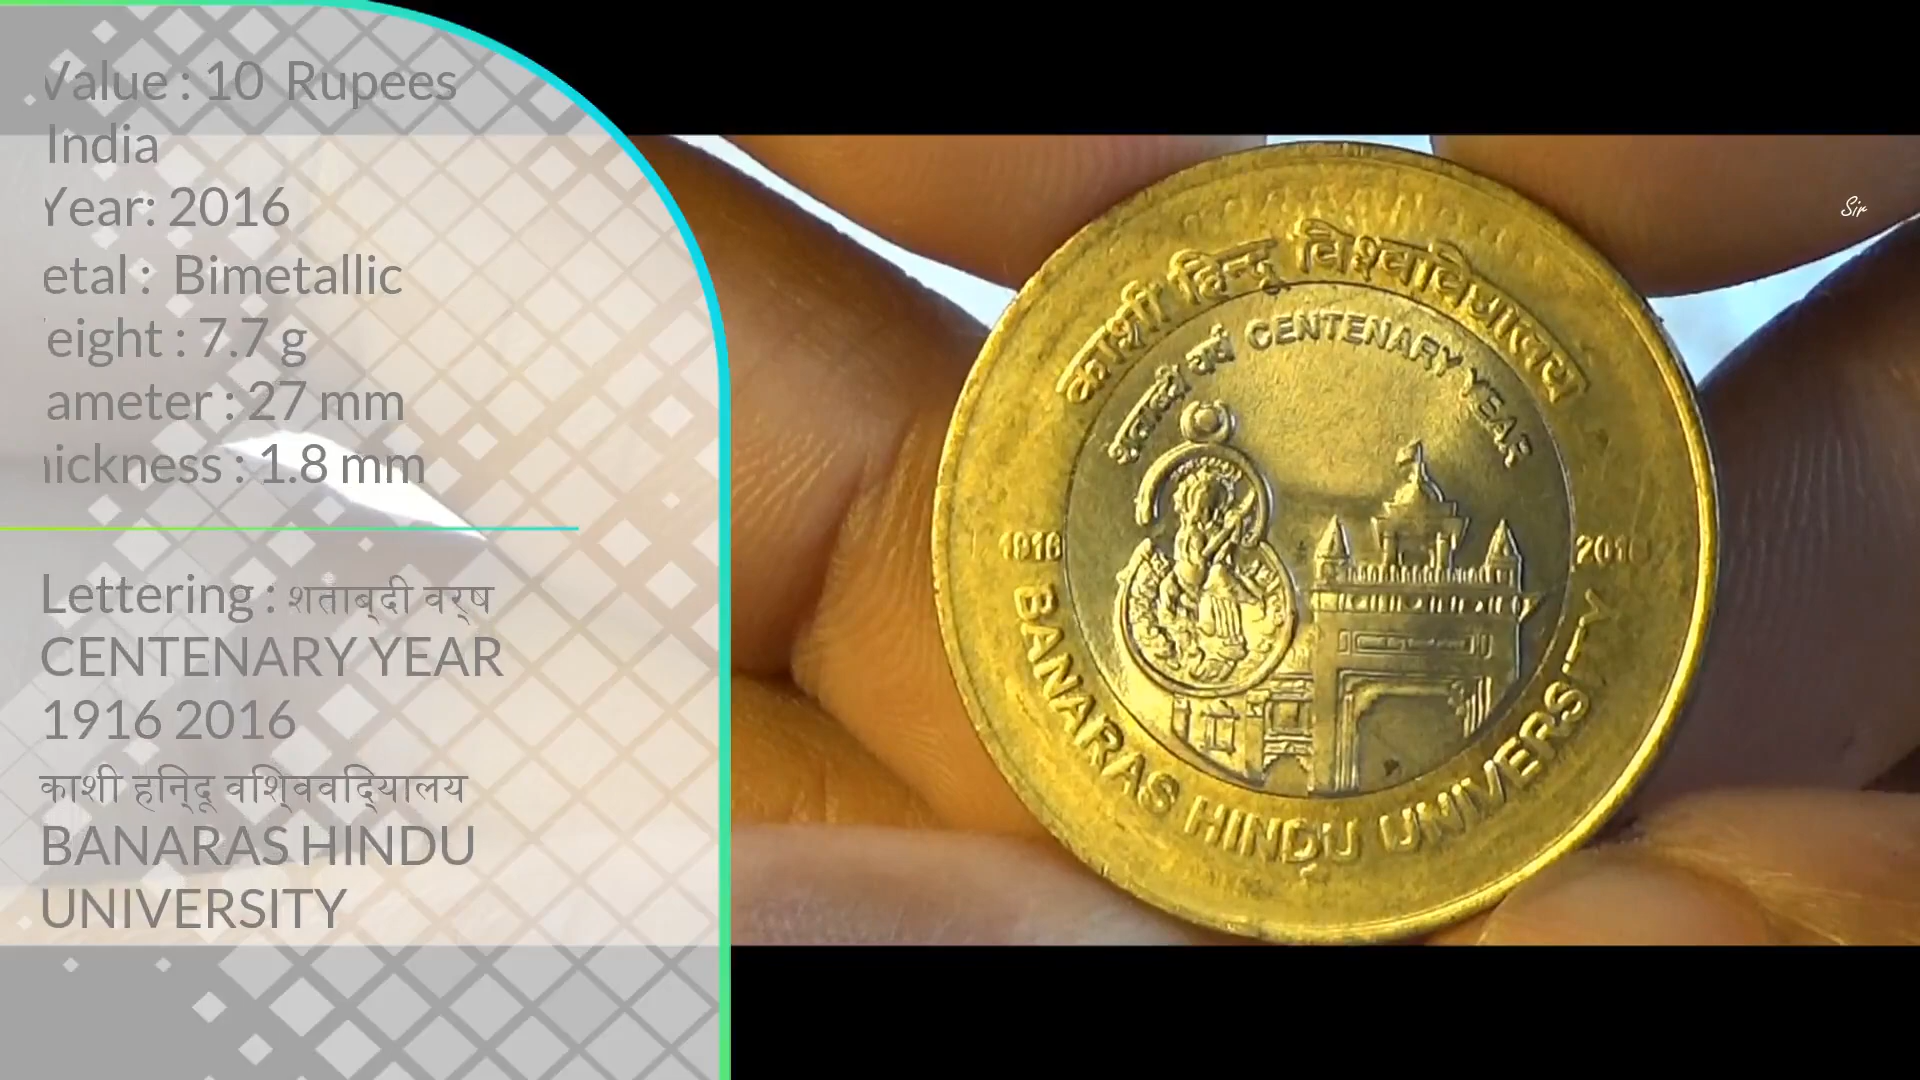 Value : 10 Rupees
India
Year: 2016
etal : Bimetallic
eight : 7.7 g
ameter : 27 mm
ickness : 1.8 mm
Lettering : शताब्दी वर्ष
CENTENARY YEAR
1916 2016
काशी हिन्दू विश्वविद्यालय
BANARAS HINDU
UNIVERSITY
Sir
काशी हिन्दू विश्वविद्यालय
शताब्दी वर्ष CENTENARY YEAR
1916 2016
BANARAS HINDU UNIVERSITY